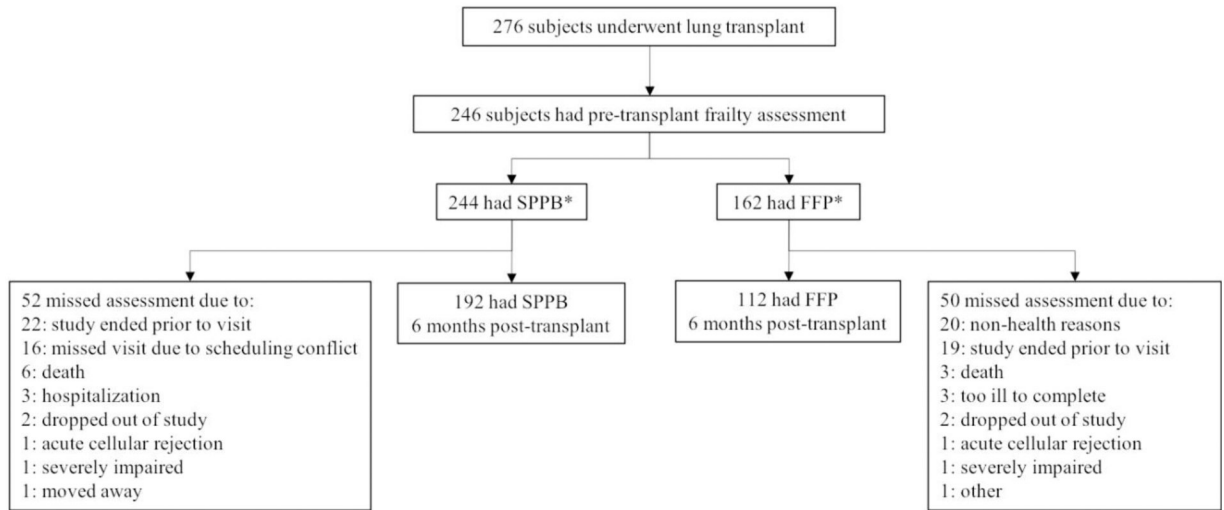 276 subjects underwent lung transplant
246 subjects had pre-transplant frailty assessment
244 had SPPB*
162 had FFP*
52 missed assessment due to:
22: study ended prior to visit
16: missed visit due to scheduling conflict
6: death
3: hospitalization
2: dropped out of study
1: acute cellular rejection
1: severely impaired
1: moved away
192 had SPPB
6 months post-transplant
112 had FFP
6 months post-transplant
50 missed assessment due to:
20: non-health reasons
19: study ended prior to visit
3: death
3: too ill to complete
2: dropped out of study
1: acute cellular rejection
1: severely impaired
1: other